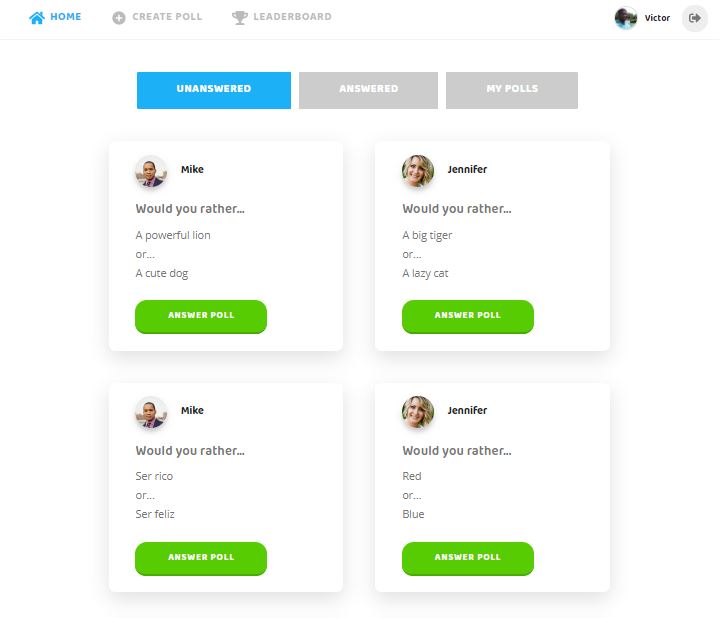 HOME CREATE POLL LEADERBOARD Victor
UNANSWERED ANSWERED MY POLLS
Mike
Would you rather...
A powerful lion
or...
A cute dog
ANSWER POLL
Jennifer
Would you rather...
A big tiger
or...
A lazy cat
ANSWER POLL
Mike
Would you rather...
Ser rico
or...
Ser feliz
ANSWER POLL
Jennifer
Would you rather...
Red
or...
Blue
ANSWER POLL